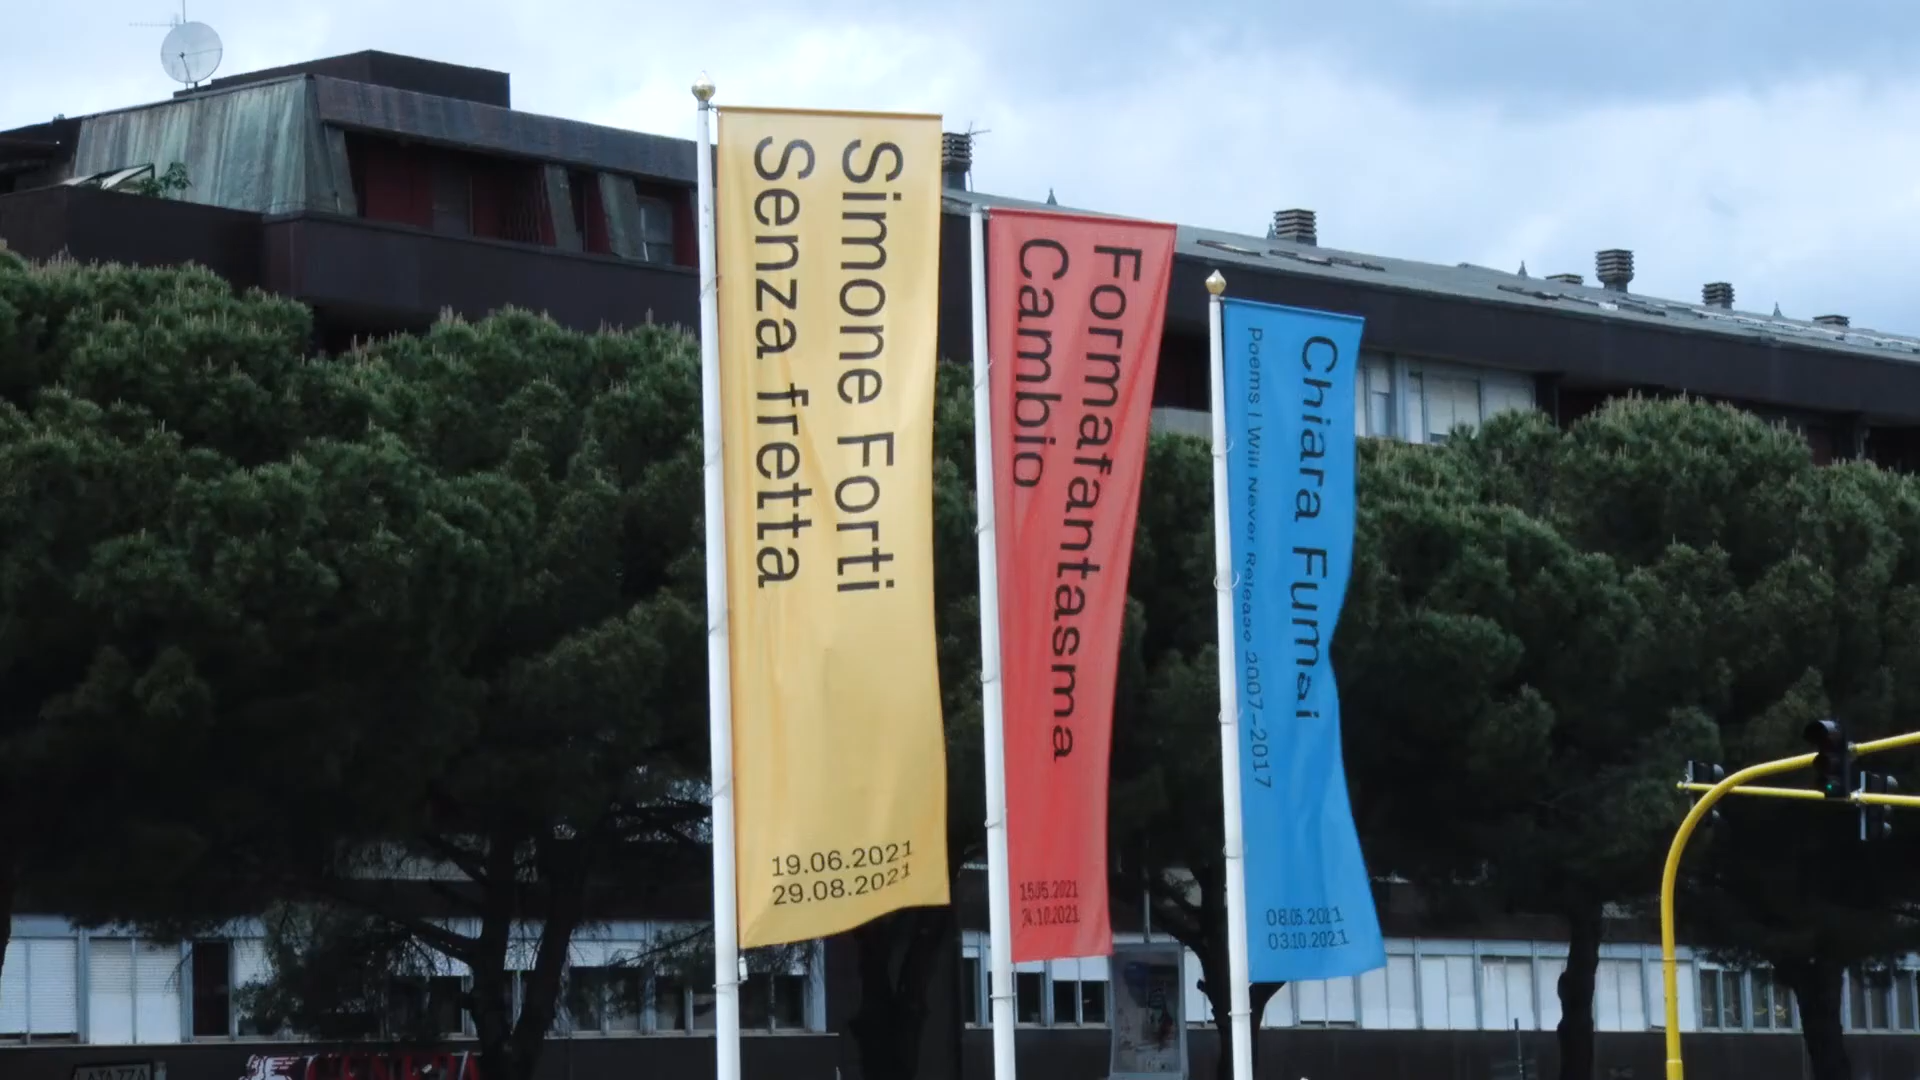 Simone Forti
Senza fretta
19.06.2021
29.08.2021
Formafantasma
Cambio
15.05.2021
24.10.2021
Chiara Fumai
Poems I Will Never Release 2007–2017
08.05.2021
03.10.2021
LATAZZA